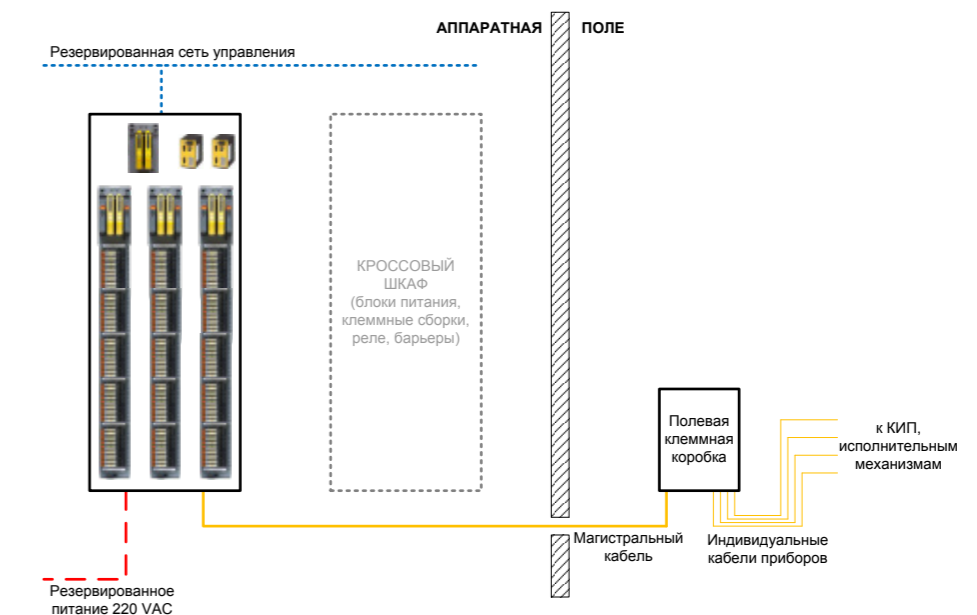 АППАРАТНАЯ
ПОЛЕ
Резервированная сеть управления
КРОССОВЫЙ
ШКАФ
(блоки питания,
клеммные сборки,
реле, барьеры)
Полевая
клеммная
коробка
к КИП,
исполнительным
механизмам
Магистральный
кабель
Индивидуальные
кабели приборов
Резервированное
питание 220 VAC